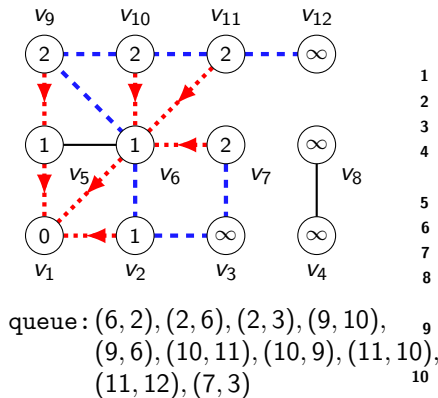 v9 v10 v11 v12
2 2 2 ∞
1
2
3
4
1 1 2 ∞
v5 v6 v7 v8
5
6
7
8
0 1 ∞ ∞
v1 v2 v3 v4
queue: (6, 2), (2, 6), (2, 3), (9, 10),
9
(9, 6), (10, 11), (10, 9), (11, 10),
(11, 12), (7, 3)
10